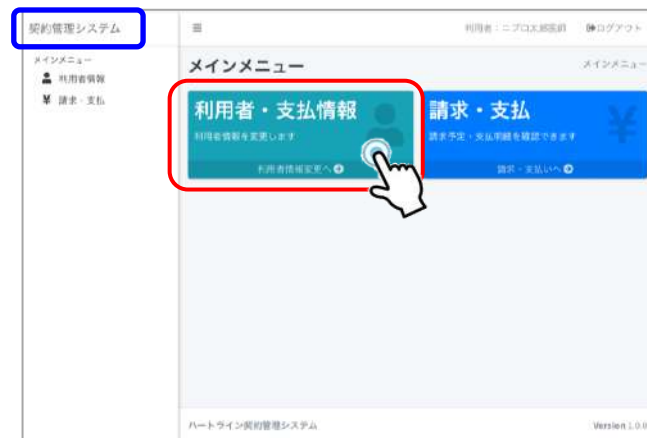 契約管理システム
利用者：ニプロ太郎医師 ログアウト
メインメニュー
利用者情報
¥ 請求・支払
メインメニュー
メインメニュー
利用者・支払情報
利用者情報を変更します
利用者情報変更へ
請求・支払
請求予定・支払明細を確認できます
¥
請求・支払いへ
ハートライン契約管理システム
Version 1.0.0